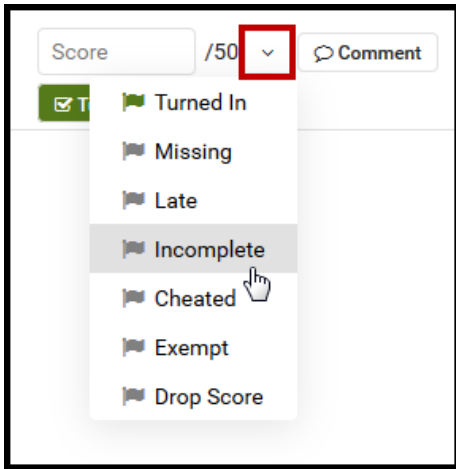 Score /50 Comment
Turned In
Missing
Late
Incomplete
Cheated
Exempt
Drop Score